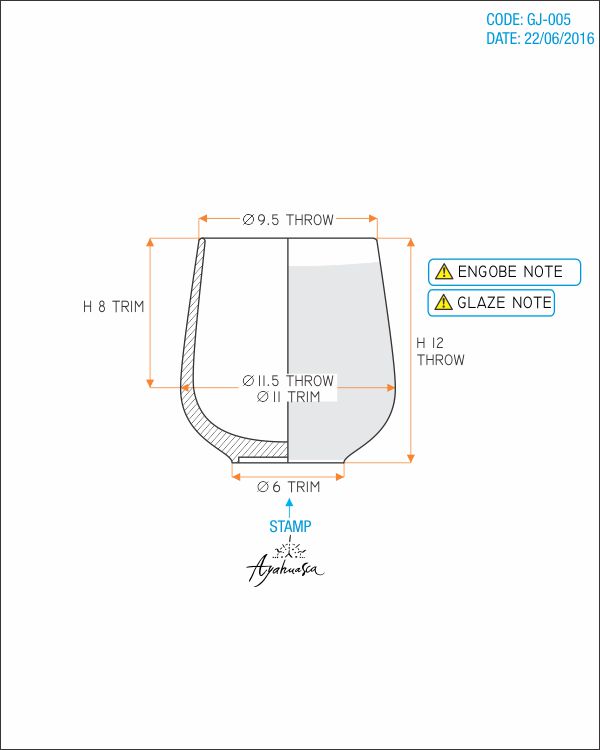 CODE: GJ-005
DATE: 22/06/2016
Ø 9.5 THROW
ENGOBE NOTE
GLAZE NOTE
H 8 TRIM
H 12
THROW
Ø 11.5 THROW
Ø 11 TRIM
Ø 6 TRIM
STAMP
Ayahuasca